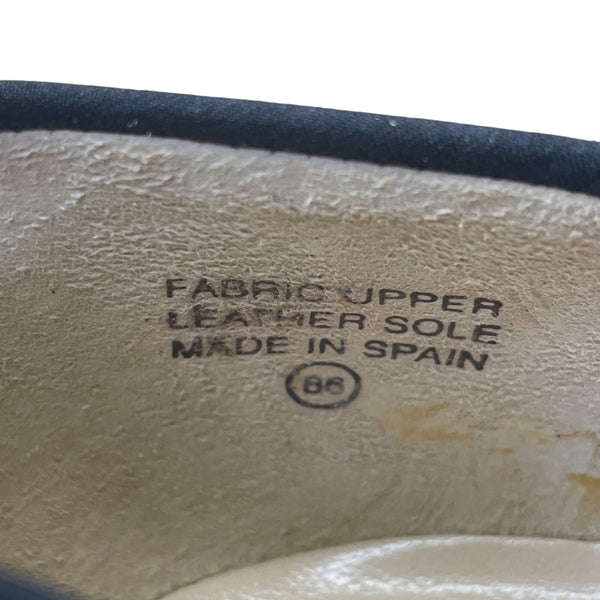 FABRIC UPPER
LEATHER SOLE
MADE IN SPAIN
86